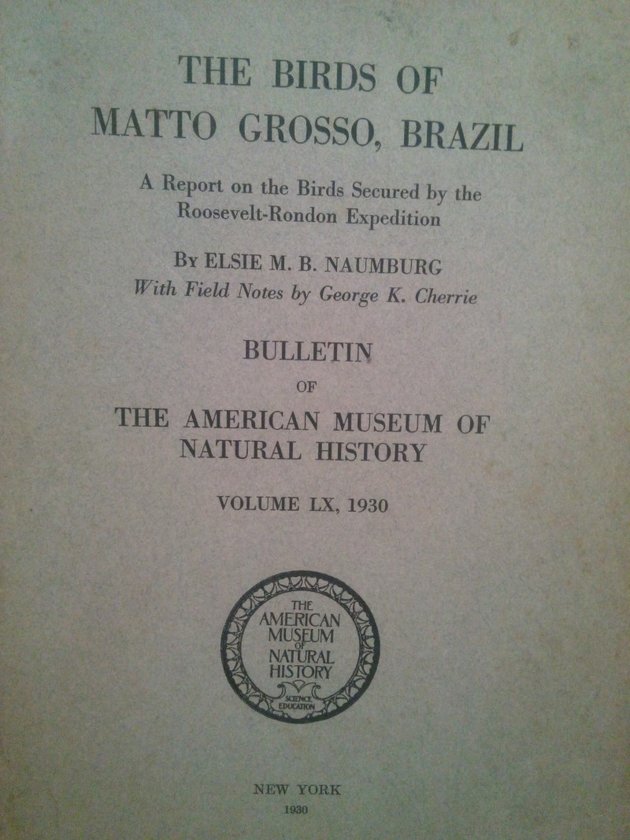 THE BIRDS OF
MATTO GROSSO, BRAZIL
A Report on the Birds Secured by the
Roosevelt-Rondon Expedition
By ELSIE M. B. NAUMBURG
With Field Notes by George K. Cherrie
BULLETIN
OF
THE AMERICAN MUSEUM OF
NATURAL HISTORY
VOLUME LX, 1930
THE
AMERICAN
MUSEUM
OF
NATURAL
HISTORY
SCIENCE
EDUCATION
NEW YORK
1930